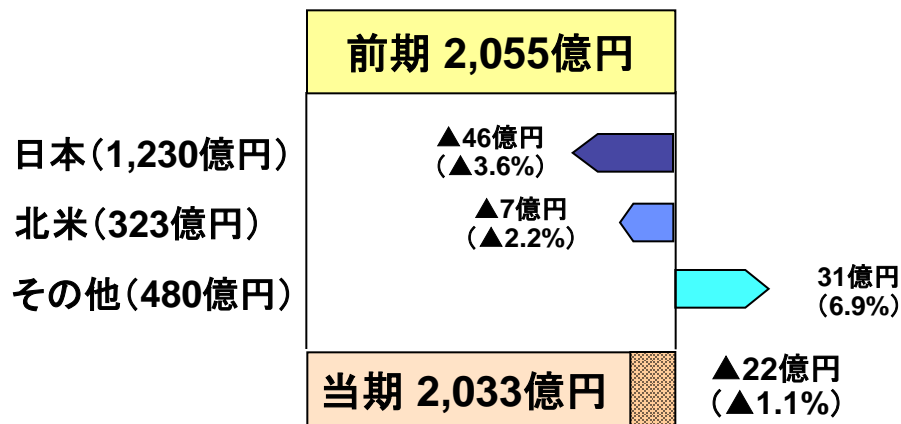 前期 2,055億円
日本（1,230億円）
▲46億円
（▲3.6%）
北米（323億円）
▲7億円
（▲2.2%）
その他（480億円）
31億円
（6.9%）
当期 2,033億円
▲22億円
（▲1.1%）